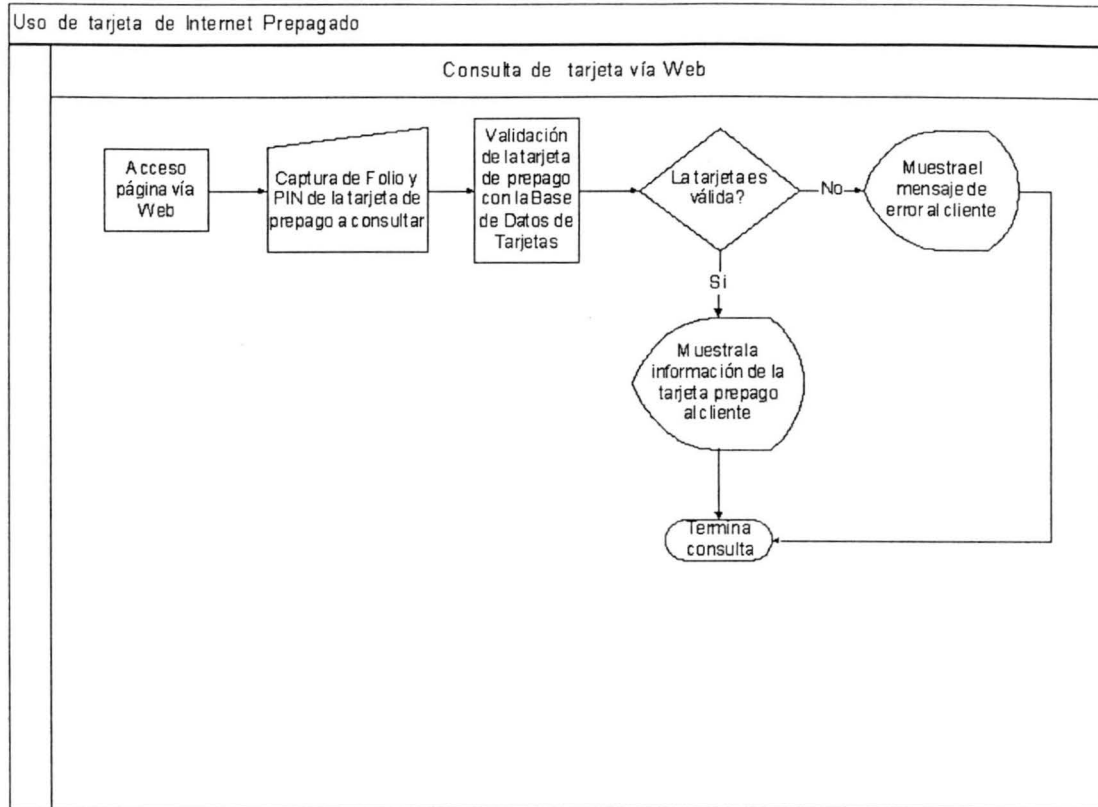 Uso de tarjeta de Internet Prepagado
Consulta de tarjeta vía Web
Acceso
página vía
Web
Captura de Folio y
PIN de la tarjeta de
prepago a consultar
Validación
de la tarjeta
de prepago
con la Base
de Datos de
Tarjetas
La tarjeta es
válida?
No
Muestra el
mensaje de
error al cliente
Si
Muestra la
información de la
tarjeta prepago
al cliente
Termina
consulta